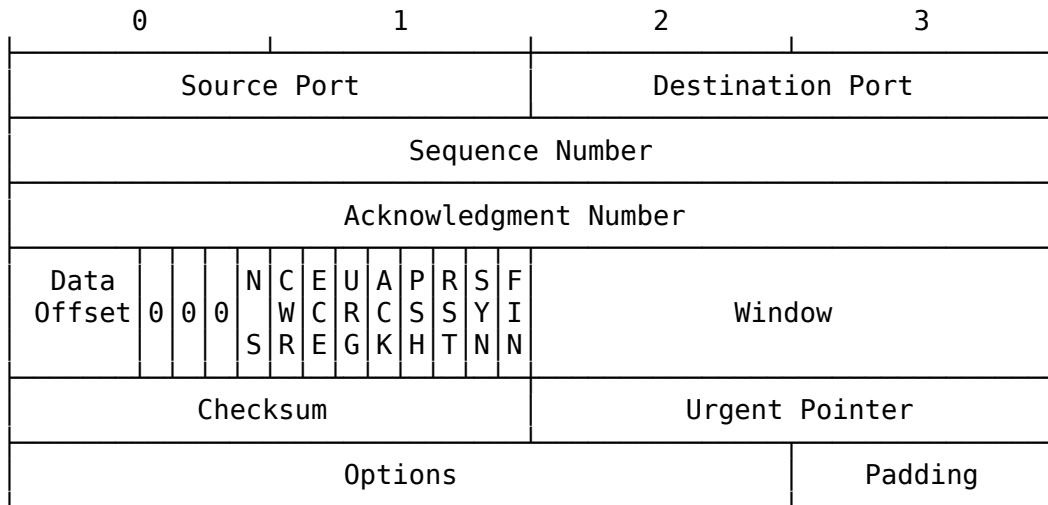 0 1 2 3
Source Port Destination Port
Sequence Number
Acknowledgment Number
Data N C E U A P R S F
Offset 0 0 0 W C R C S S Y I Window
S R E G K H T N N
Checksum Urgent Pointer
Options Padding